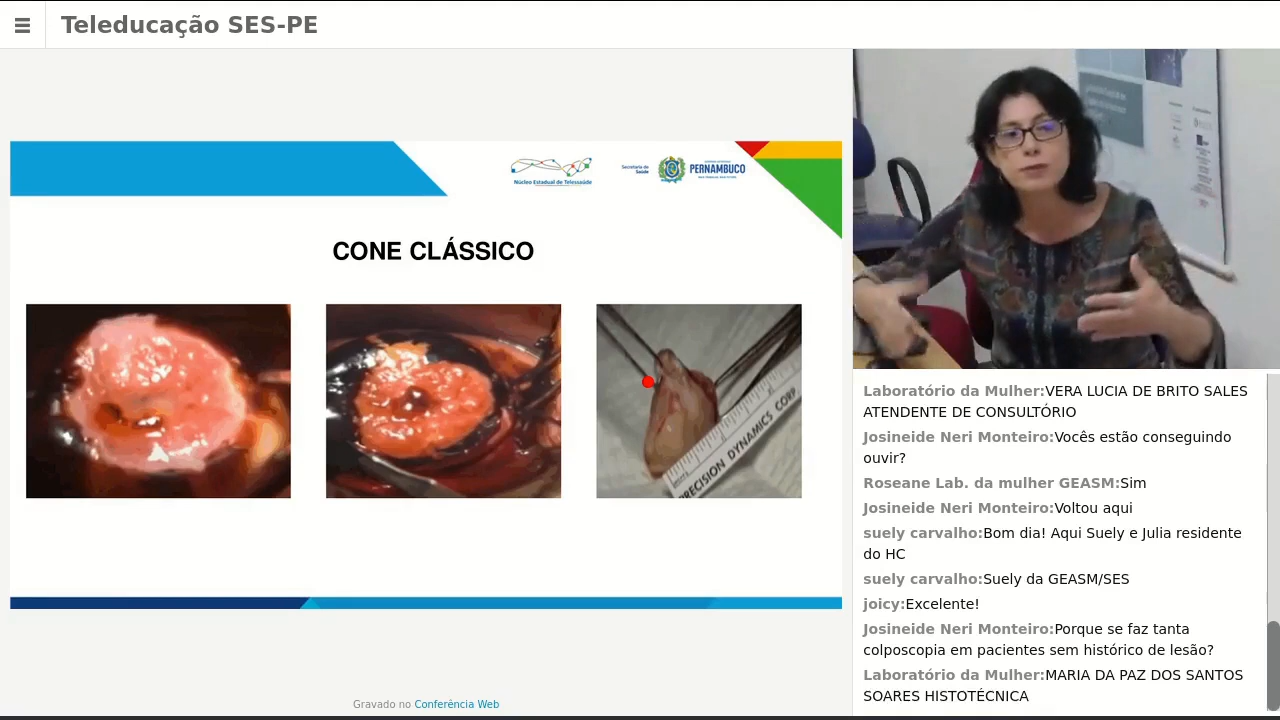 Teleducação SES-PE
Núcleo Estadual de Telessaúde
Secretaria de
Saúde
PERNAMBUCO
CONE CLÁSSICO
PRECISION DYNAMICS CORP
Laboratório da Mulher:VERA LUCIA DE BRITO SALES
ATENDENTE DE CONSULTÓRIO
Josineide Neri Monteiro:Vocês estão conseguindo
ouvir?
Roseane Lab. da mulher GEASM:Sim
Josineide Neri Monteiro:Voltou aqui
suely carvalho:Bom dia! Aqui Suely e Julia residente
do HC
suely carvalho:Suely da GEASM/SES
joicy:Excelente!
Josineide Neri Monteiro:Porque se faz tanta
colposcopia em pacientes sem histórico de lesão?
Laboratório da Mulher:MARIA DA PAZ DOS SANTOS
SOARES HISTOTÉCNICA
Gravado no Conferência Web